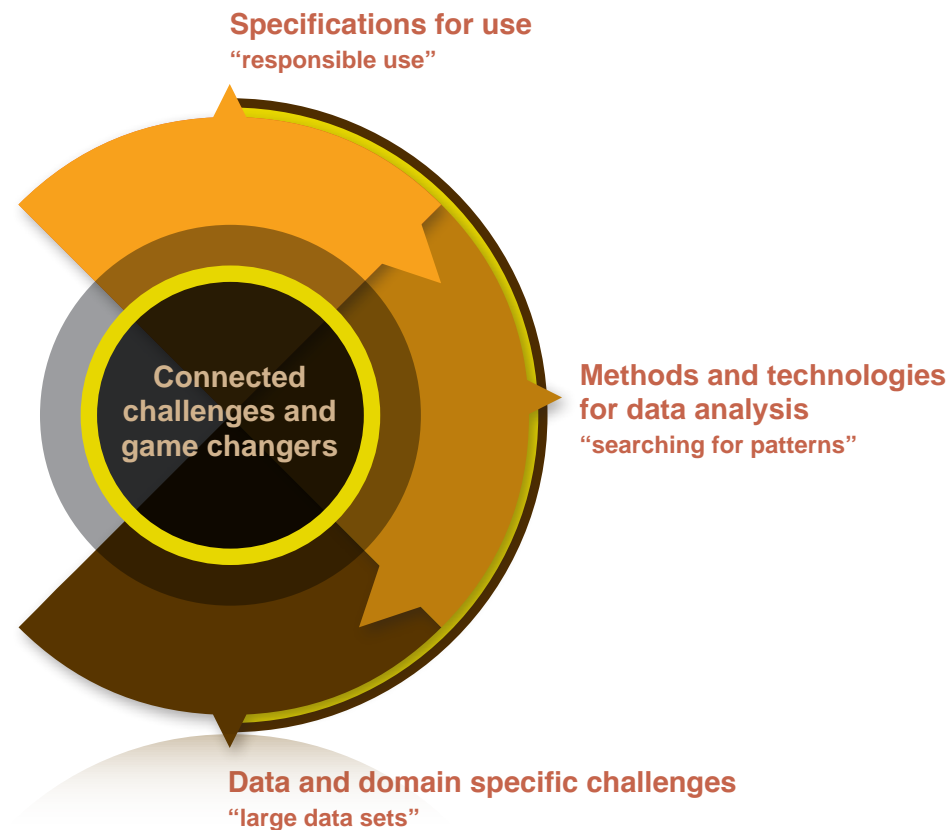 Specifications for use
“responsible use”
Connected
challenges and
game changers
Methods and technologies
for data analysis
“searching for patterns”
Data and domain specific challenges
“large data sets”